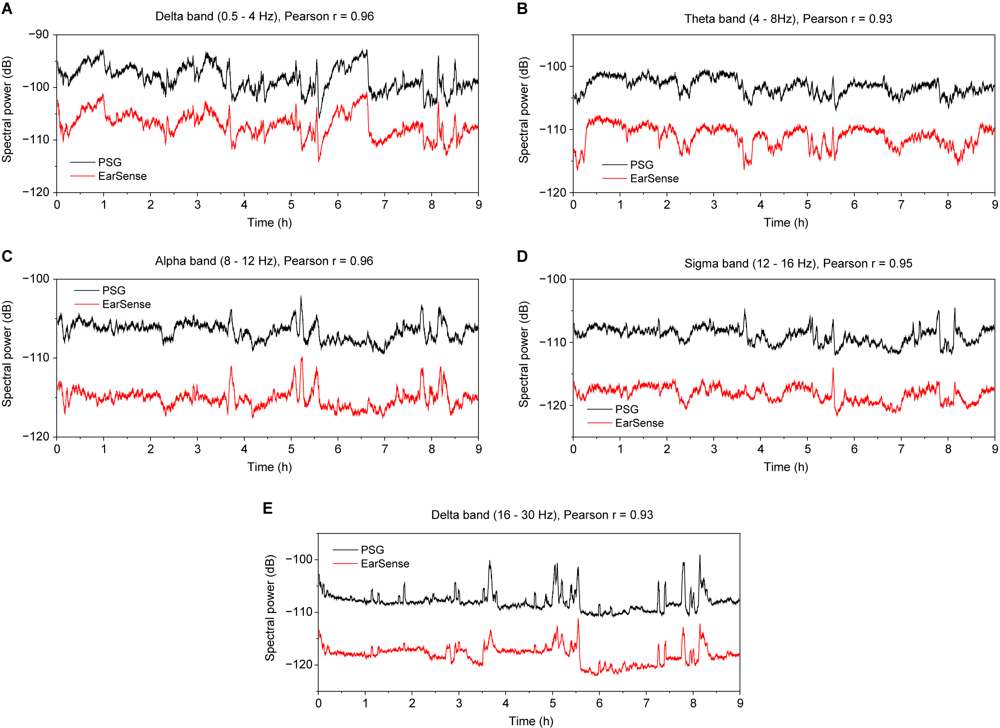 A
Delta band (0.5 - 4 Hz), Pearson r = 0.96
Spectral power (dB)
−90
−100
−110
−120
PSG
EarSense
0 1 2 3 4 5 6 7 8 9
Time (h)
B
Theta band (4 - 8Hz), Pearson r = 0.93
Spectral power (dB)
−100
−110
−120
PSG
EarSense
0 1 2 3 4 5 6 7 8 9
Time (h)
C
Alpha band (8 - 12 Hz), Pearson r = 0.96
Spectral power (dB)
−100
−110
−120
PSG
EarSense
0 1 2 3 4 5 6 7 8 9
Time (h)
D
Sigma band (12 - 16 Hz), Pearson r = 0.95
Spectral power (dB)
−100
−110
−120
PSG
EarSense
0 1 2 3 4 5 6 7 8 9
Time (h)
E
Delta band (16 - 30 Hz), Pearson r = 0.93
Spectral power (dB)
−100
−110
−120
PSG
EarSense
0 1 2 3 4 5 6 7 8 9
Time (h)